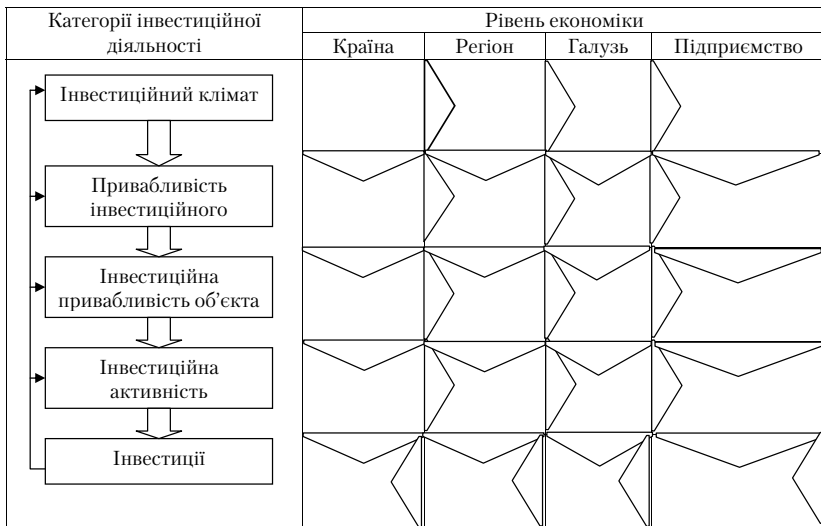 Категорії інвестиційної
діяльності
Рівень економіки
Країна
Регіон
Галузь
Підприємство
Інвестиційний клімат
Привабливість
інвестиційного
Інвестиційна
привабливість об’єкта
Інвестиційна
активність
Інвестиції